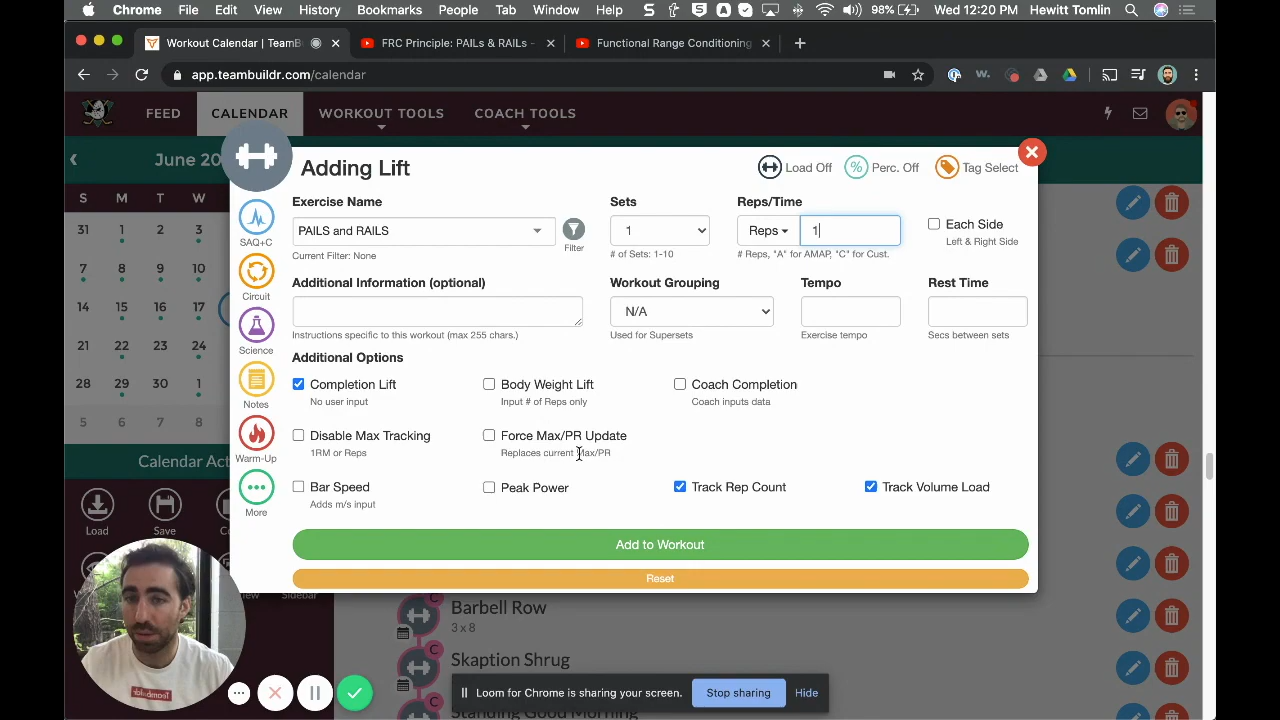 Chrome File Edit View History Bookmarks People Tab Window Help 98% Wed 12:20 PM Hewitt Tomlin
Workout Calendar | TeamB
FRC Principle: PAILs & RAILs -
Functional Range Conditioning
app.teambuildr.com/calendar
FEED CALENDAR WORKOUT TOOLS COACH TOOLS
June 20
S M T W
31 1 2 3
7 8 9 10
14 15 16 17
21 22 23 24
28 29 30 1
5 6 7 8
Calendar Act
Load Save Co
Sidebar
SAQ+C
Circuit
Science
Notes
Warm-Up
More
Adding Lift
Load Off
% Perc. Off
Tag Select
Exercise Name
PAILS and RAILS
Current Filter: None
Filter
Sets
1
# of Sets: 1-10
Reps/Time
Reps 1
# Reps, "A" for AMAP, "C" for Cust.
Each Side
Left & Right Side
Additional Information (optional)
Instructions specific to this workout (max 255 chars.)
Workout Grouping
N/A
Used for Supersets
Tempo
Exercise tempo
Rest Time
Secs between sets
Additional Options
Completion Lift
No user input
Body Weight Lift
Input # of Reps only
Coach Completion
Coach inputs data
Disable Max Tracking
1RM or Reps
Force Max/PR Update
Replaces current Max/PR
Bar Speed
Adds m/s input
Peak Power
Track Rep Count
Track Volume Load
Add to Workout
Reset
C
Barbell Row
3 x 8
C
Skaption Shrug
Standing Good Morning
Loom for Chrome is sharing your screen.
Stop sharing
Hide
Teambuildr